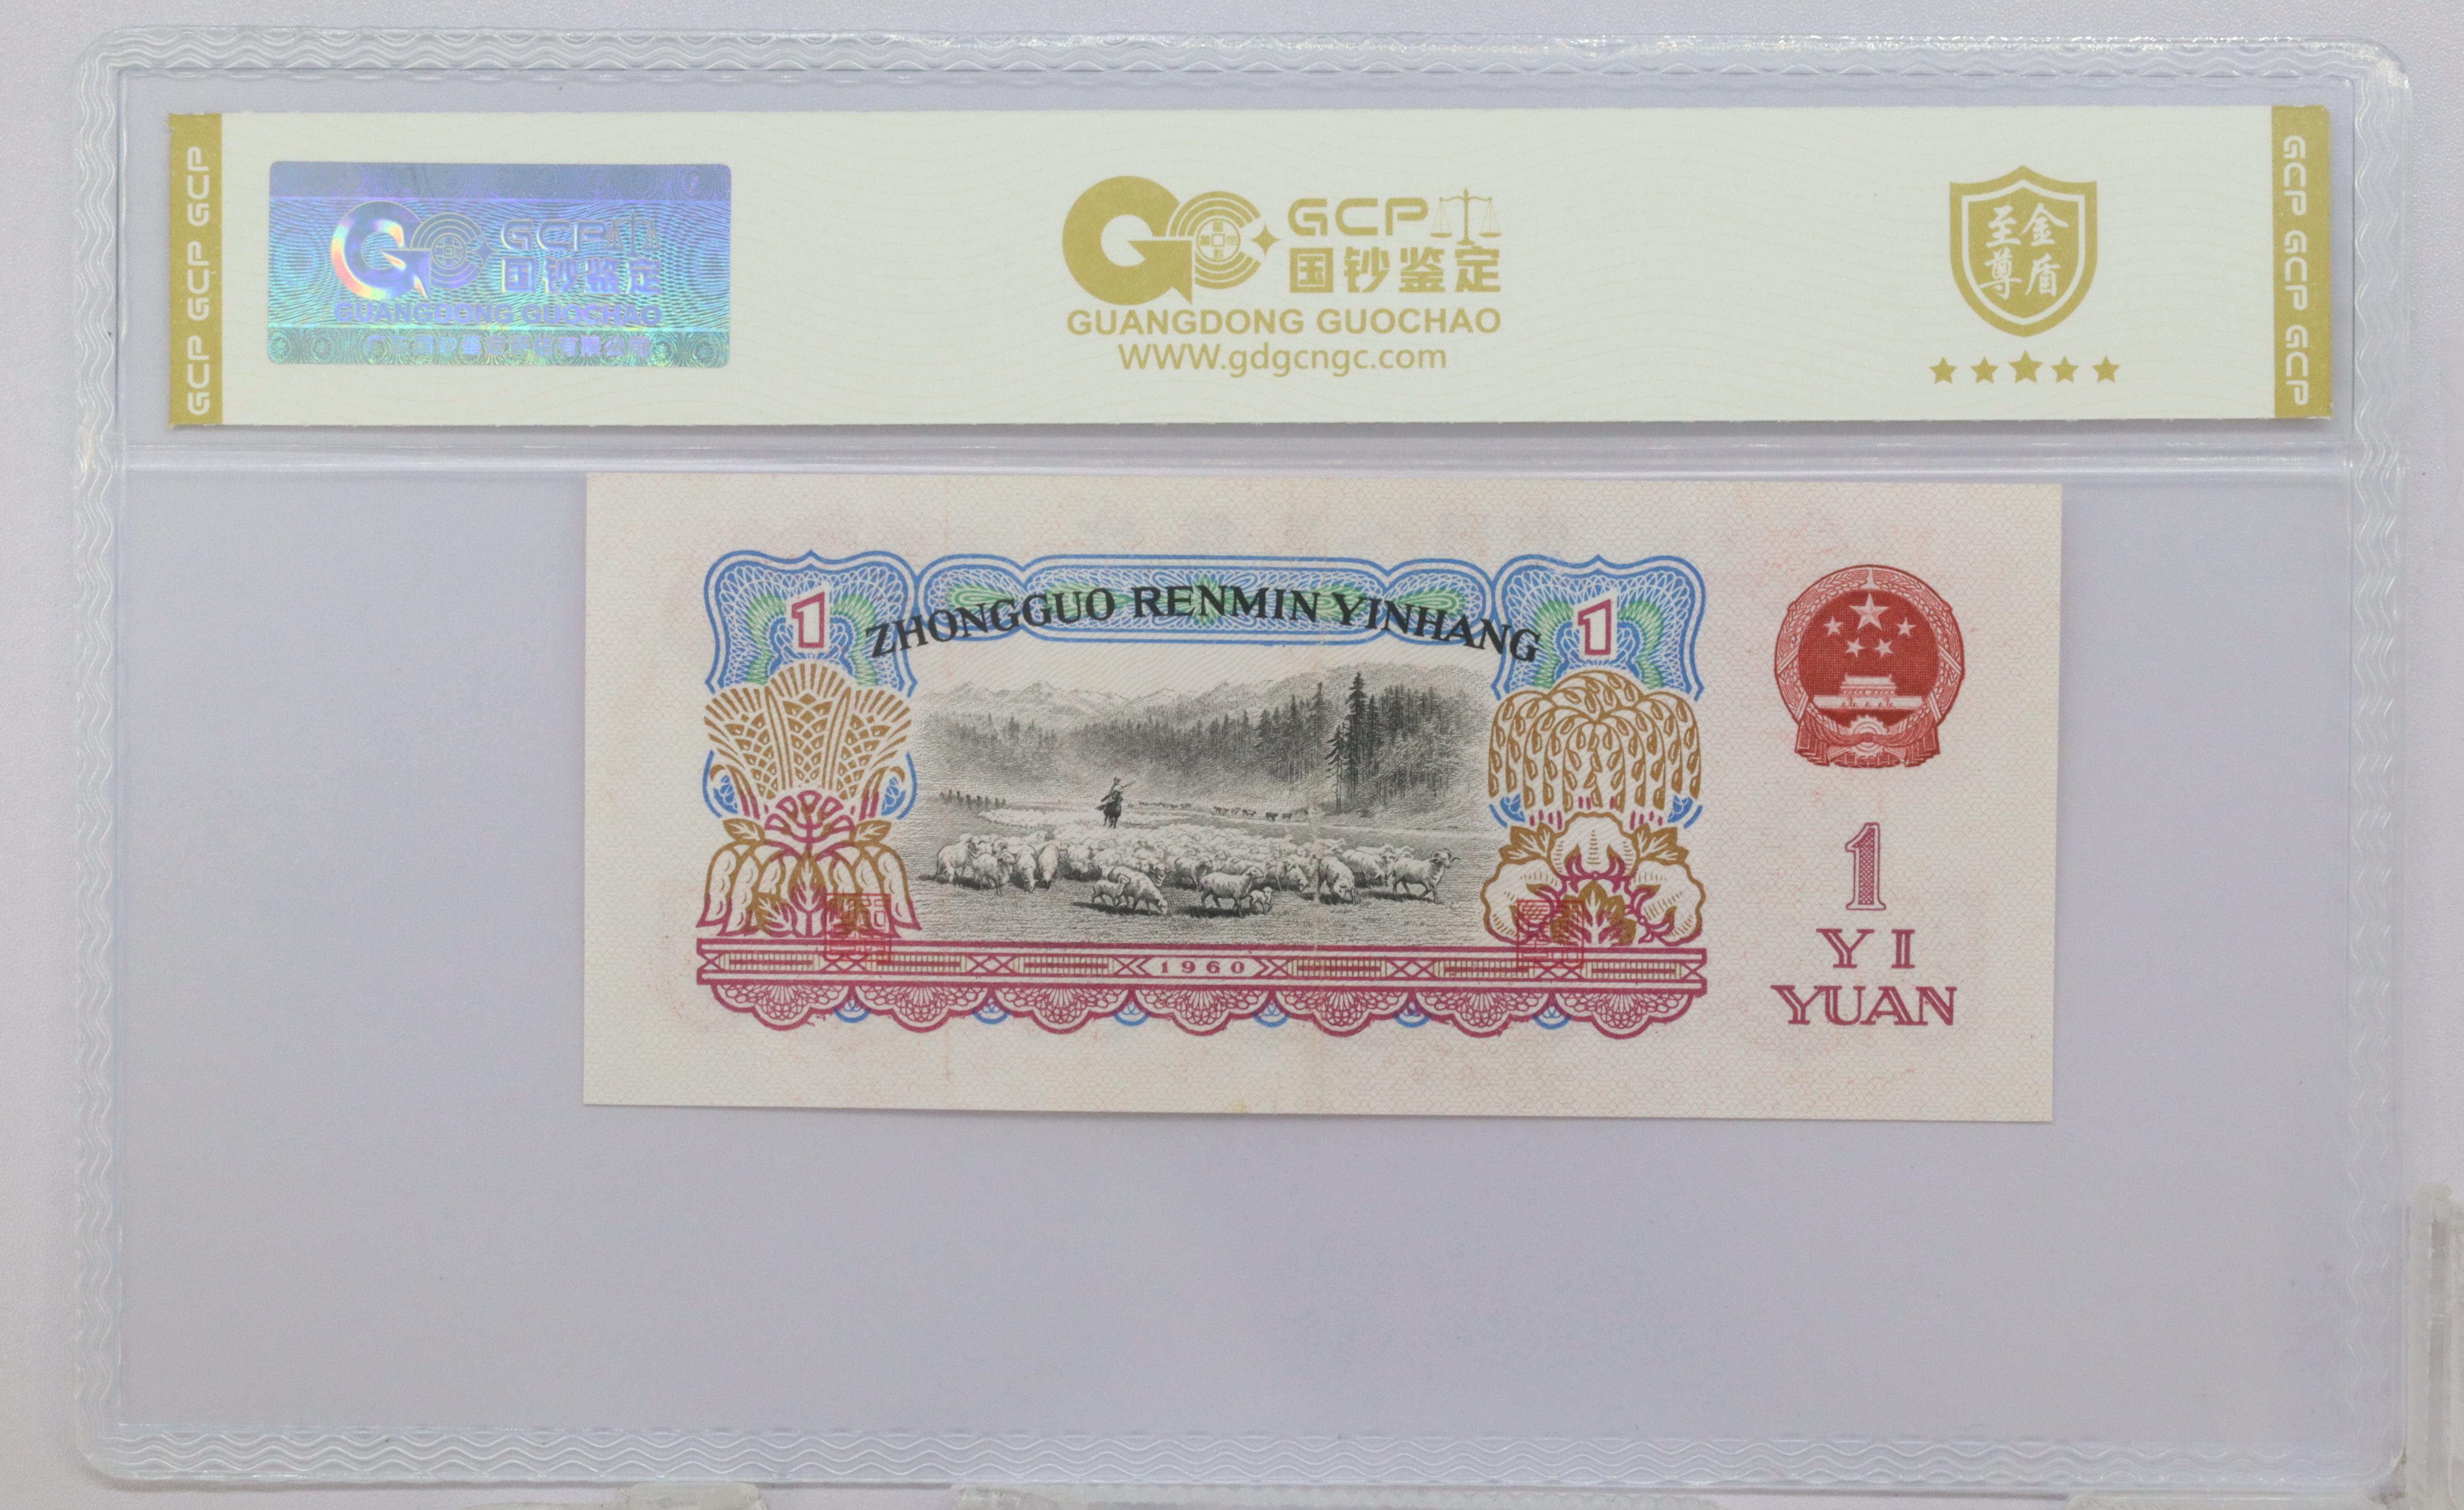 GCP GCP GCP
GCP
国钞鉴定
GUANGDONG GUOCHAO
GCP
国钞鉴定
GUANGDONG GUOCHAO
WWW.gdgcngc.com
至金
尊盾
GCP GCP GCP
1
ZHONGGUO RENMIN YINHANG
1
1960
1
YI
YUAN